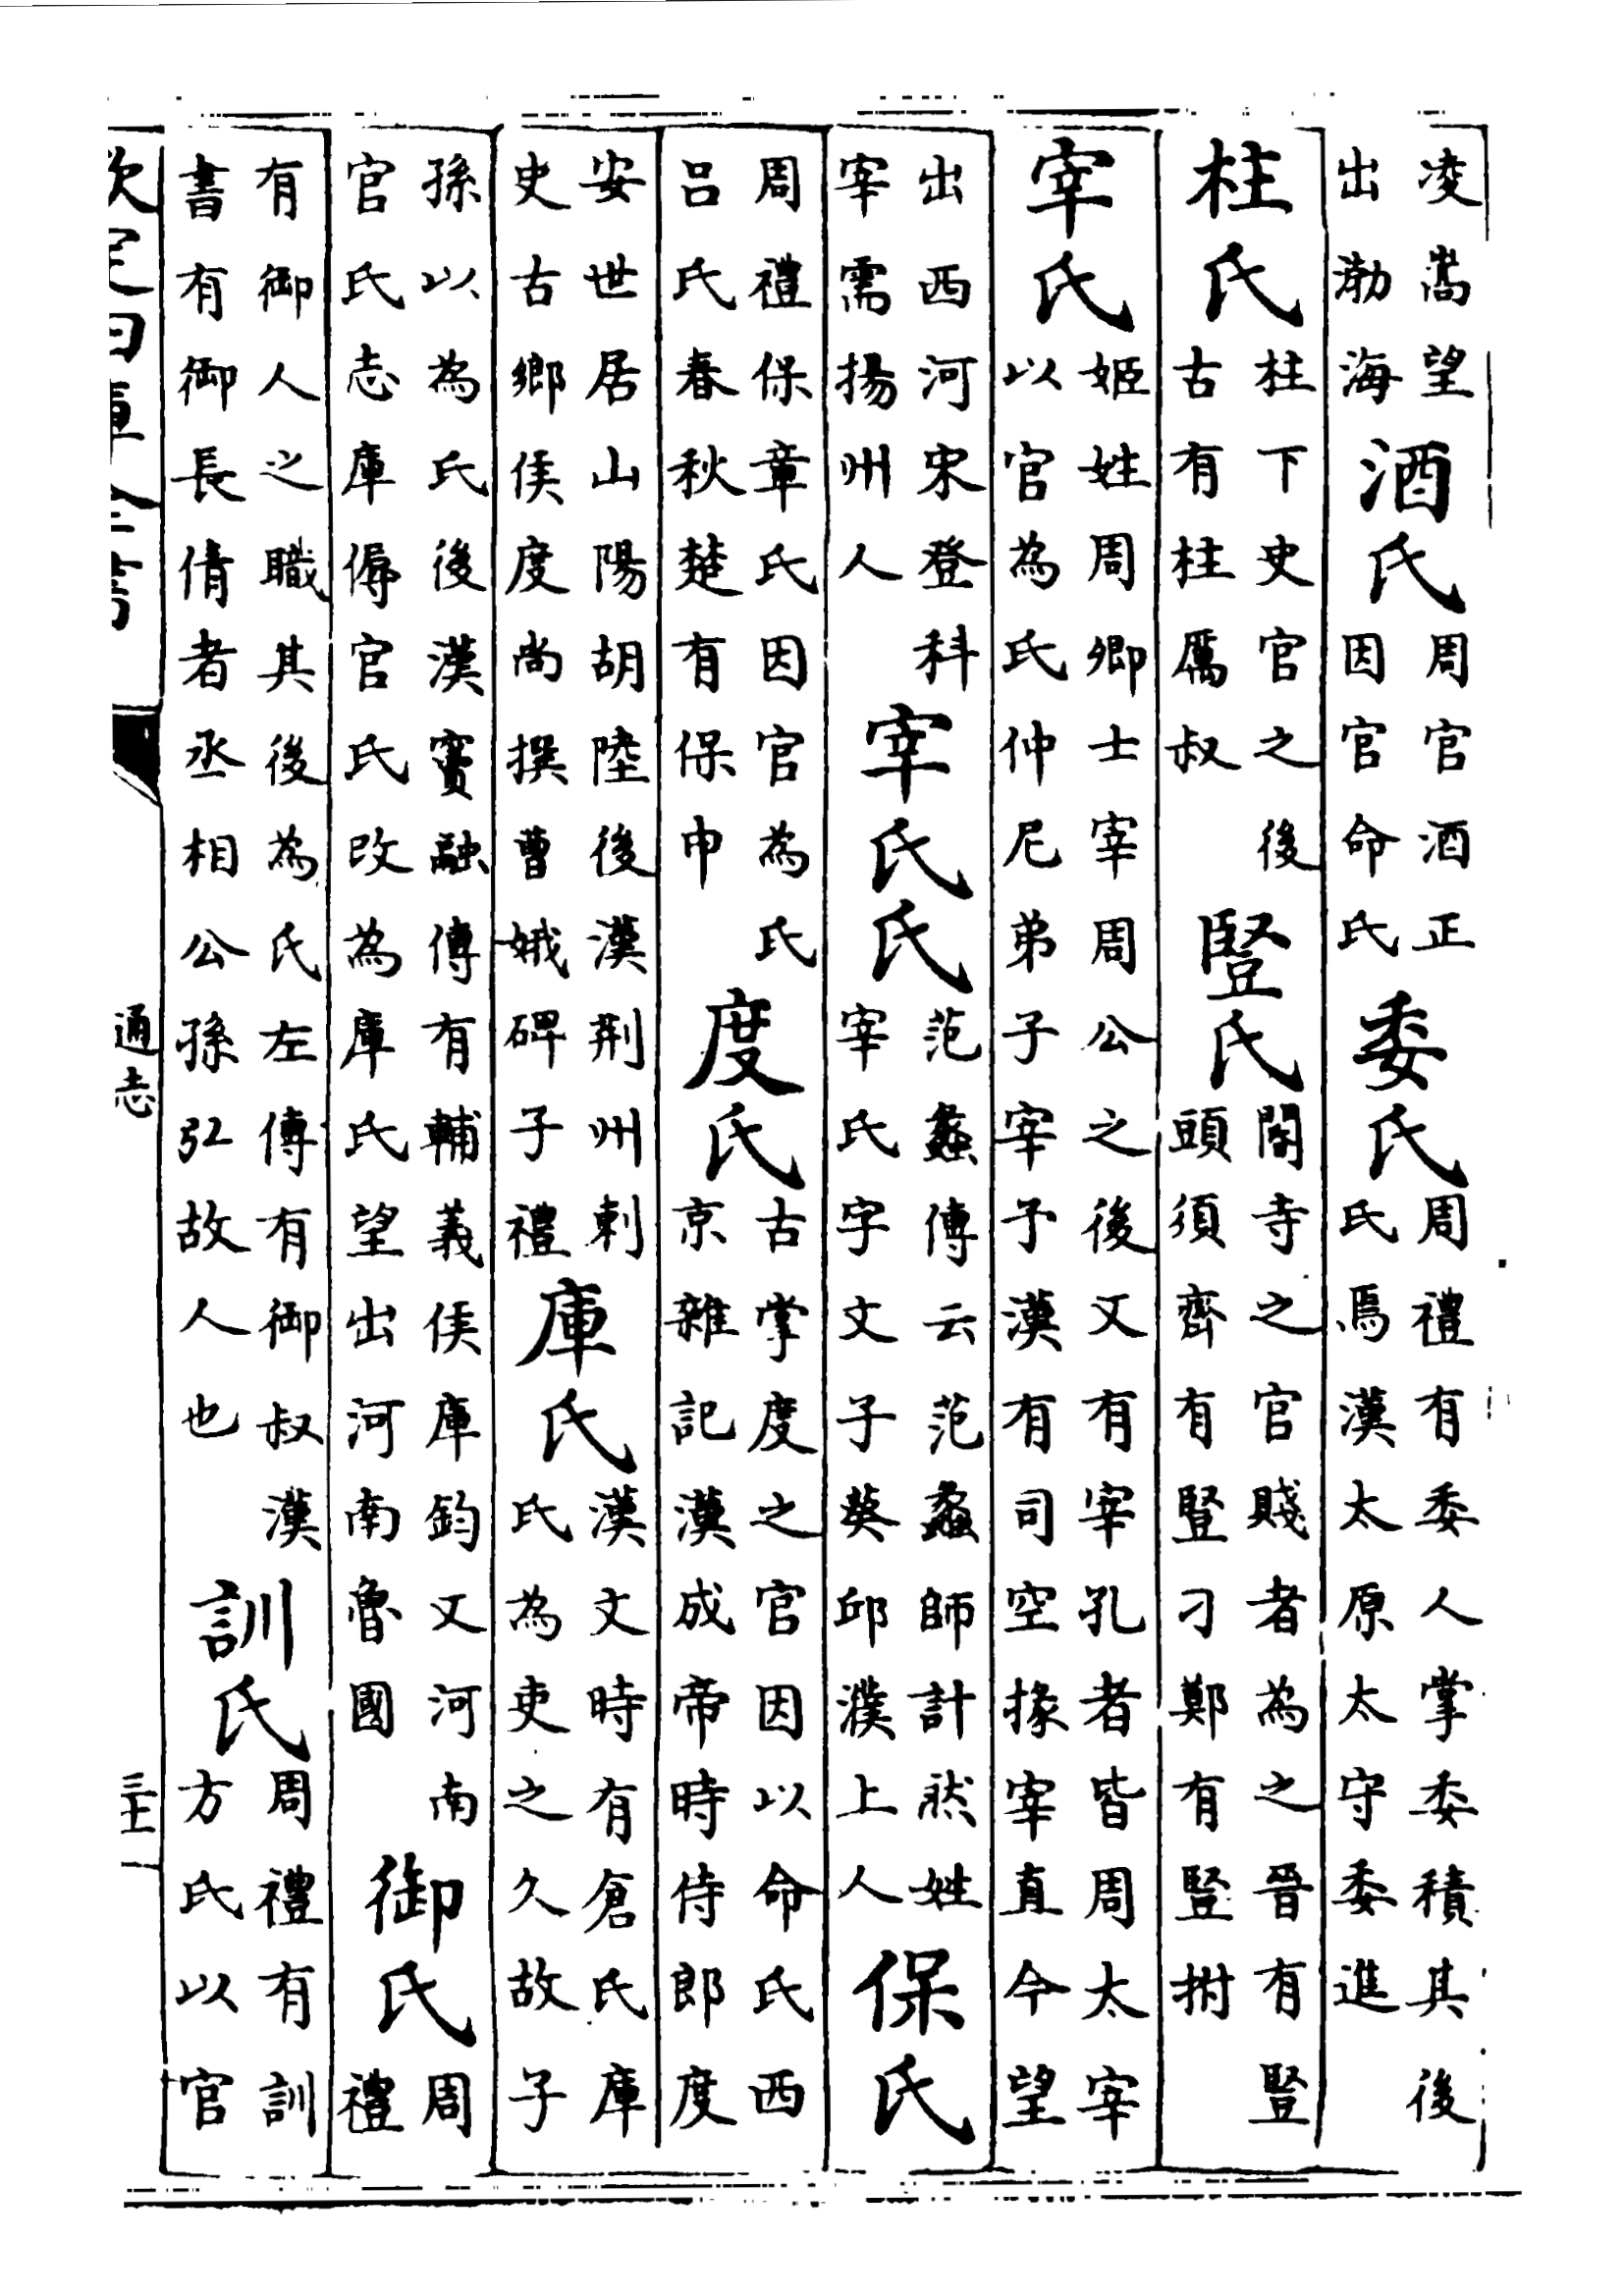 凌嵩望
出渤海
酒氏
周官酒正
因官命氏
委氏
周禮有委人掌委積其後
氏焉漢太原太守委進
柱氏
柱下史官之後
古有柱厲叔
豎氏
閽寺之官賤者為之晉有豎
頭須齊有豎刁鄭有豎拊
宰氏
姬姓周卿士宰周公之後又有宰孔者皆周太宰
以官為氏仲尼弟子宰予漢有司空掾宰直今望
出西河宋登科
宰需揚州人
宰氏氏
范蠡傳云范蠡師計然姓
宰氏字文子葵邱濮上人
保氏
周禮保章氏因官為氏
呂氏春秋楚有保申
度氏
古掌度之官因以命氏西
京雜記漢成帝時侍郎度
安世居山陽胡陸後漢荆州刺
史古鄉侯度尚撰曹娥碑子禮
庫氏
漢文時有倉氏庫
氏為吏之久故子
孫以為氏後漢竇融傳有輔義侯庫鈞又河南
官氏志庫傉官氏改為庫氏望出河南魯國
御氏
周
禮
有御人之職其後為氏左傳有御叔漢
書有御長倩者丞相公孫弘故人也
訓氏
周禮有訓
方氏以官
欽定四庫全書
通志